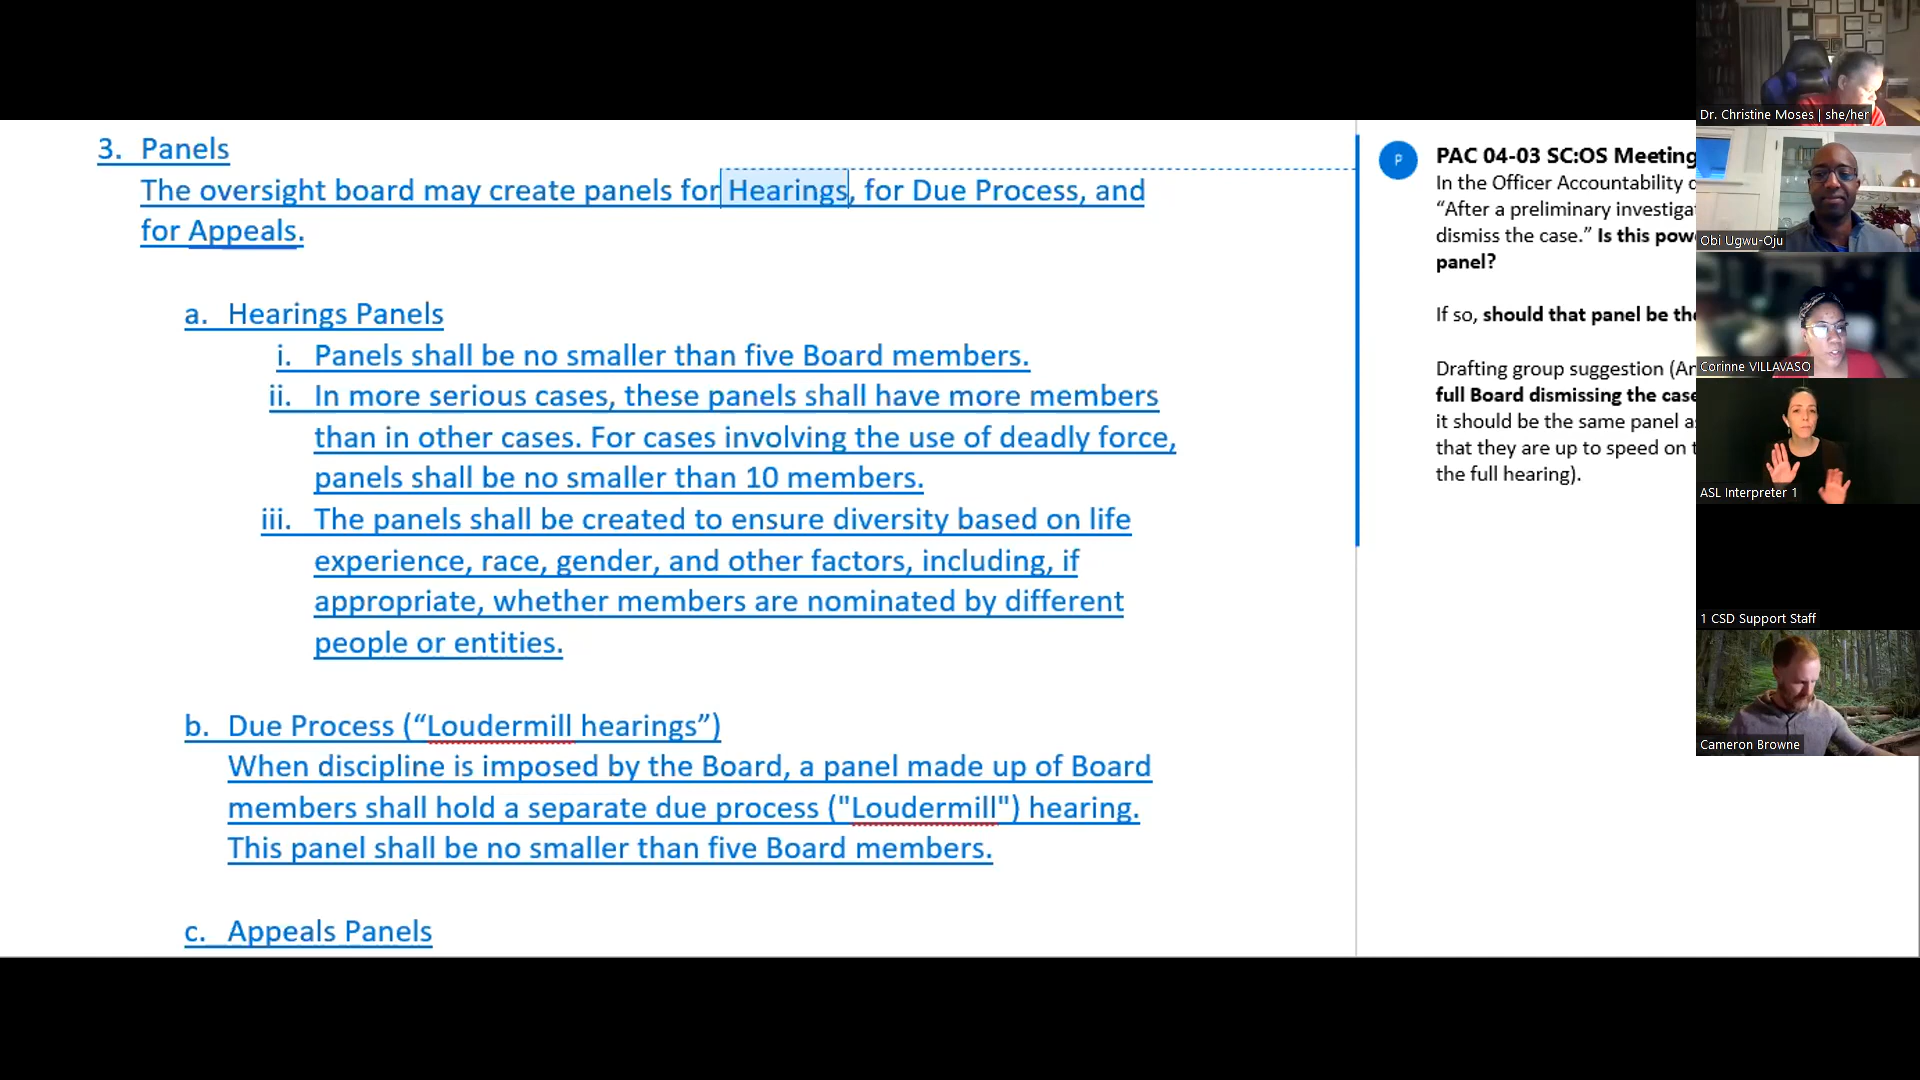 3. Panels
The oversight board may create panels for Hearings, for Due Process, and
for Appeals.
a. Hearings Panels
i. Panels shall be no smaller than five Board members.
ii. In more serious cases, these panels shall have more members
than in other cases. For cases involving the use of deadly force,
panels shall be no smaller than 10 members.
iii. The panels shall be created to ensure diversity based on life
experience, race, gender, and other factors, including, if
appropriate, whether members are nominated by different
people or entities.
b. Due Process (“Loudermill hearings”)
When discipline is imposed by the Board, a panel made up of Board
members shall hold a separate due process ("Loudermill") hearing.
This panel shall be no smaller than five Board members.
c. Appeals Panels
P
PAC 04-03 SC:OS Meeting
In the Officer Accountability
“After a preliminary
dismiss the case.” Is this
panel?
If so, should that panel be
Drafting group suggestion
full Board dismissing the case
it should be the same panel
that they are up to speed on
the full hearing).
Dr. Christine Moses | she/her
Obi Ugwu-Oju
Corinne VILLAVASO
ASL Interpreter 1
1 CSD Support Staff
Cameron Browne